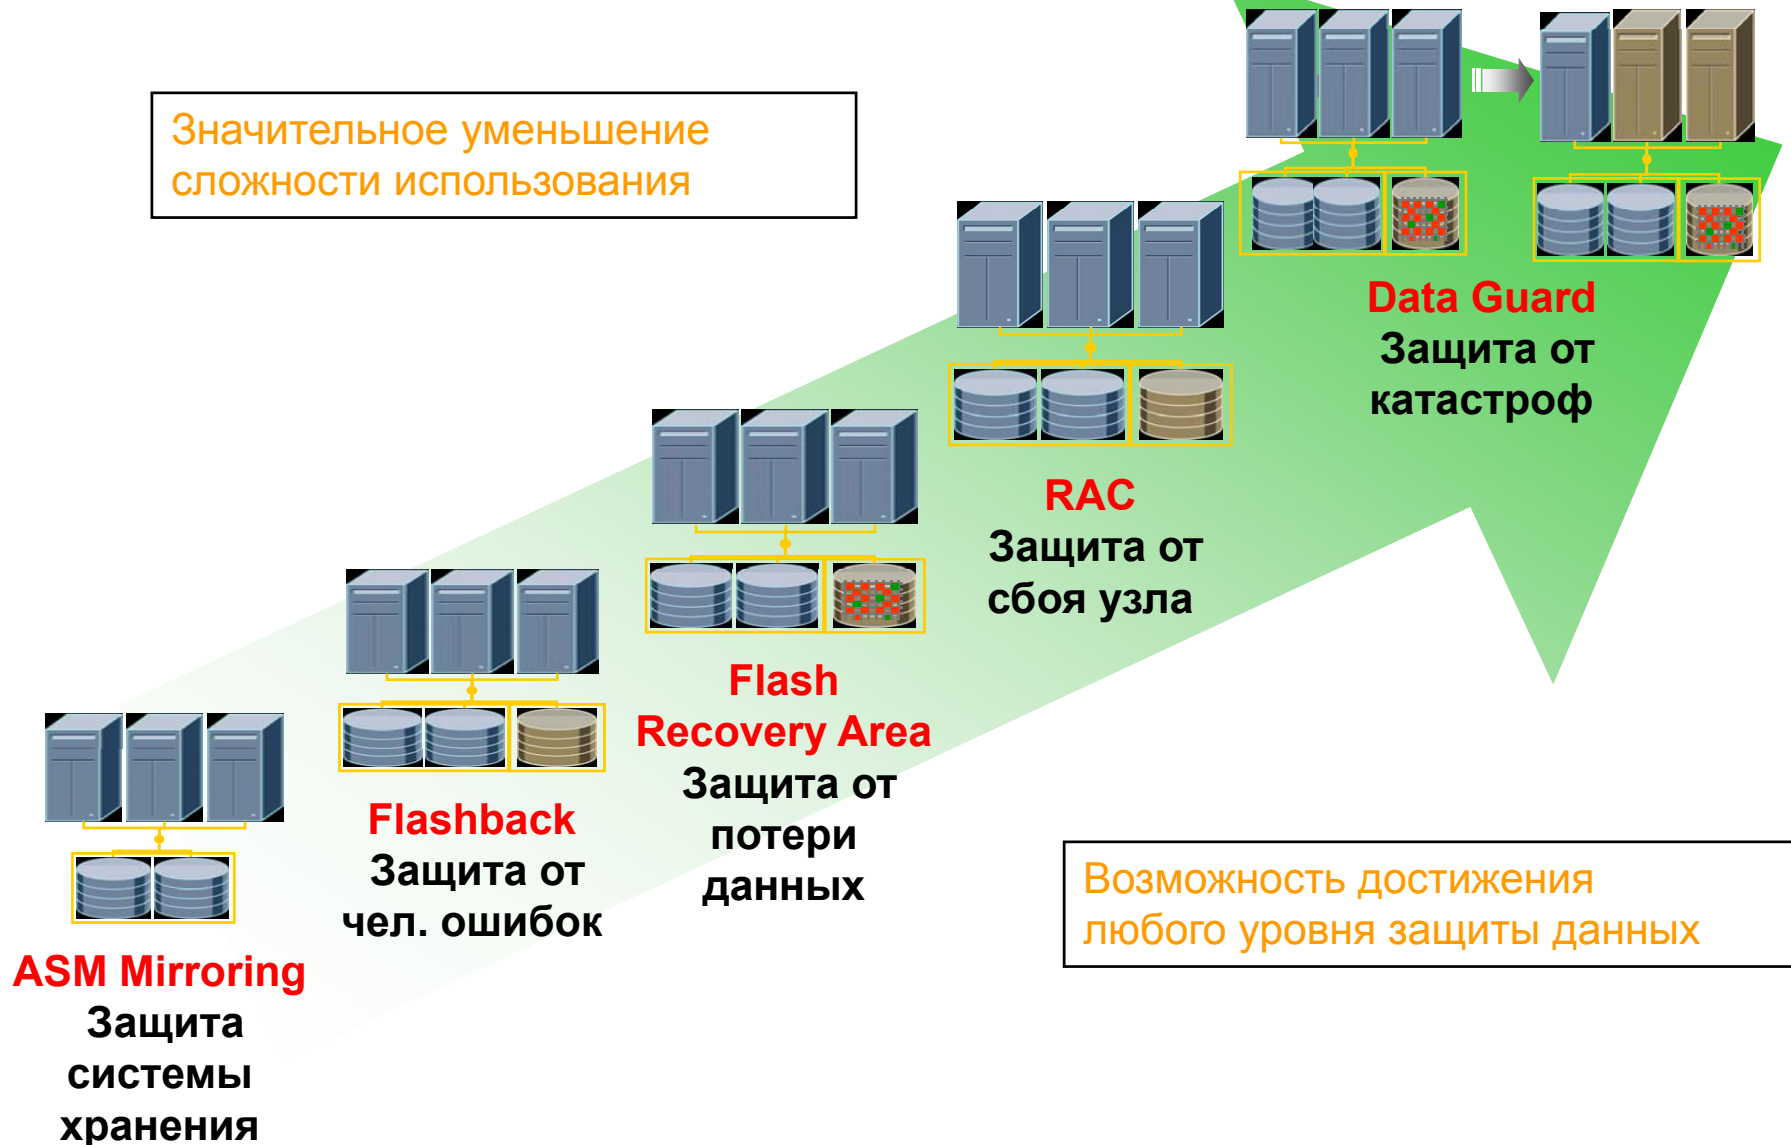 Значительное уменьшение
сложности использования
Data Guard
Защита от
катастроф
RAC
Защита от
сбоя узла
Flash
Recovery Area
Защита от
потери
данных
Flashback
Защита от
чел. ошибок
ASM Mirroring
Защита
системы
хранения
Возможность достижения
любого уровня защиты данных